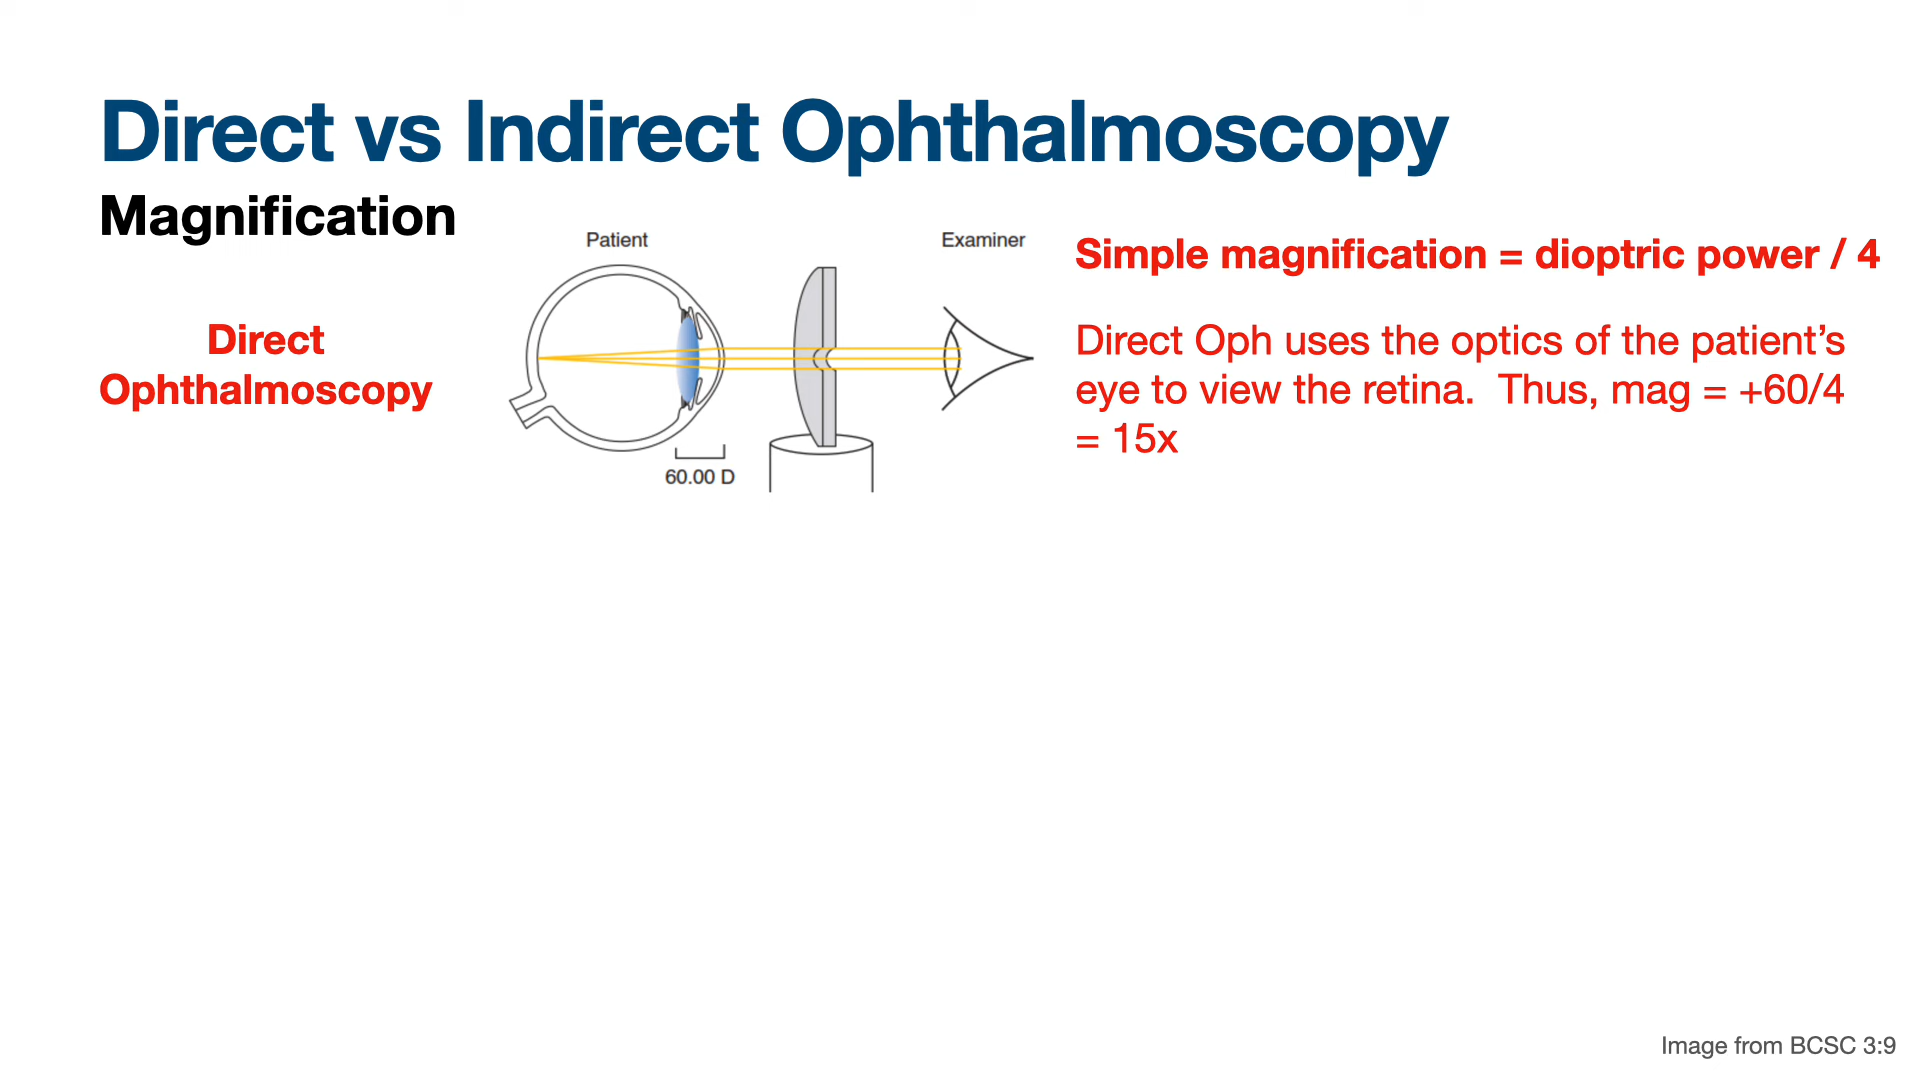 Direct vs Indirect Ophthalmoscopy
Magnification
Patient
Examiner
Simple magnification = dioptric power / 4
Direct
Ophthalmoscopy
Direct Oph uses the optics of the patient’s
eye to view the retina.  Thus, mag = +60/4
= 15x
60.00 D
Image from BCSC 3:9